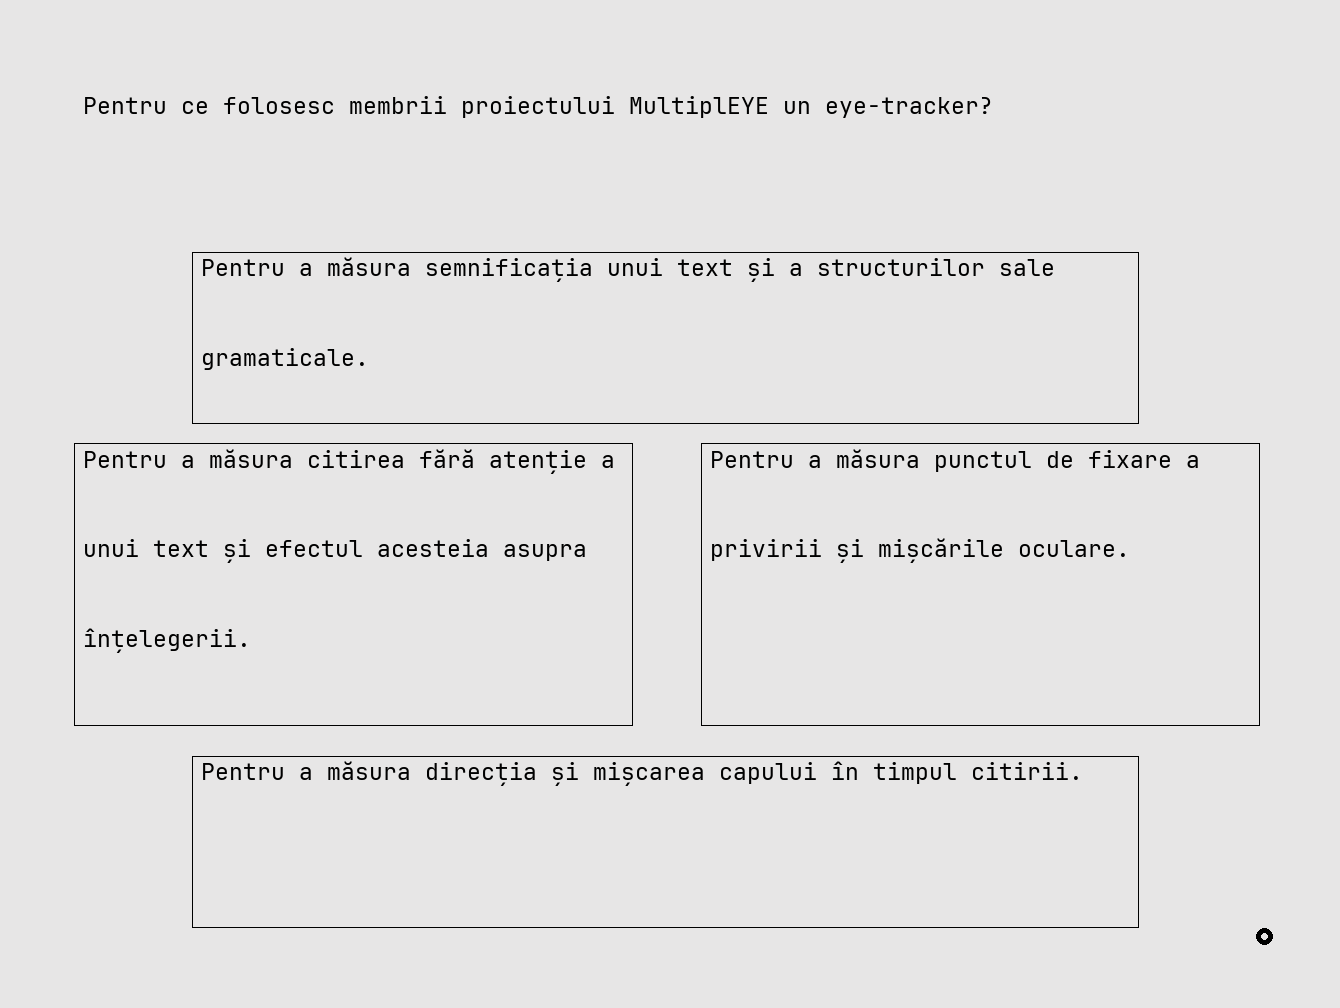 Pentru ce folosesc membrii proiectului MultiplEYE un eye-tracker?
Pentru a măsura semnificația unui text și a structurilor sale
gramaticale.
Pentru a măsura citirea fără atenție a
unui text și efectul acesteia asupra
înțelegerii.
Pentru a măsura punctul de fixare a
privirii și mișcările oculare.
Pentru a măsura direcția și mișcarea capului în timpul citirii.